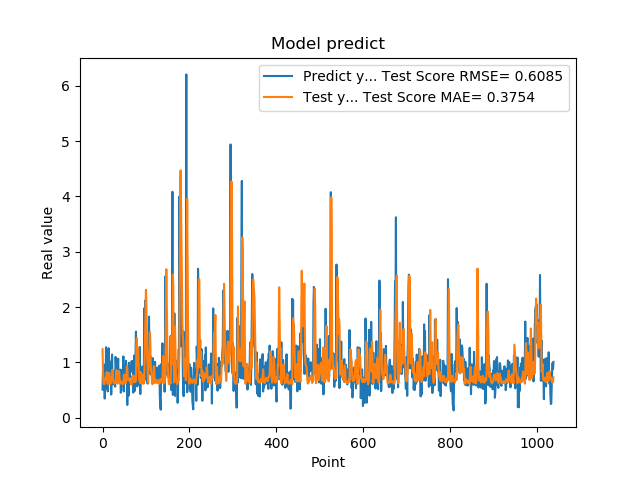 Model predict
Predict y... Test Score RMSE= 0.6085
Test y... Test Score MAE= 0.3754
6
5
4
3
2
1
0
Real value
0 200 400 600 800 1000
Point